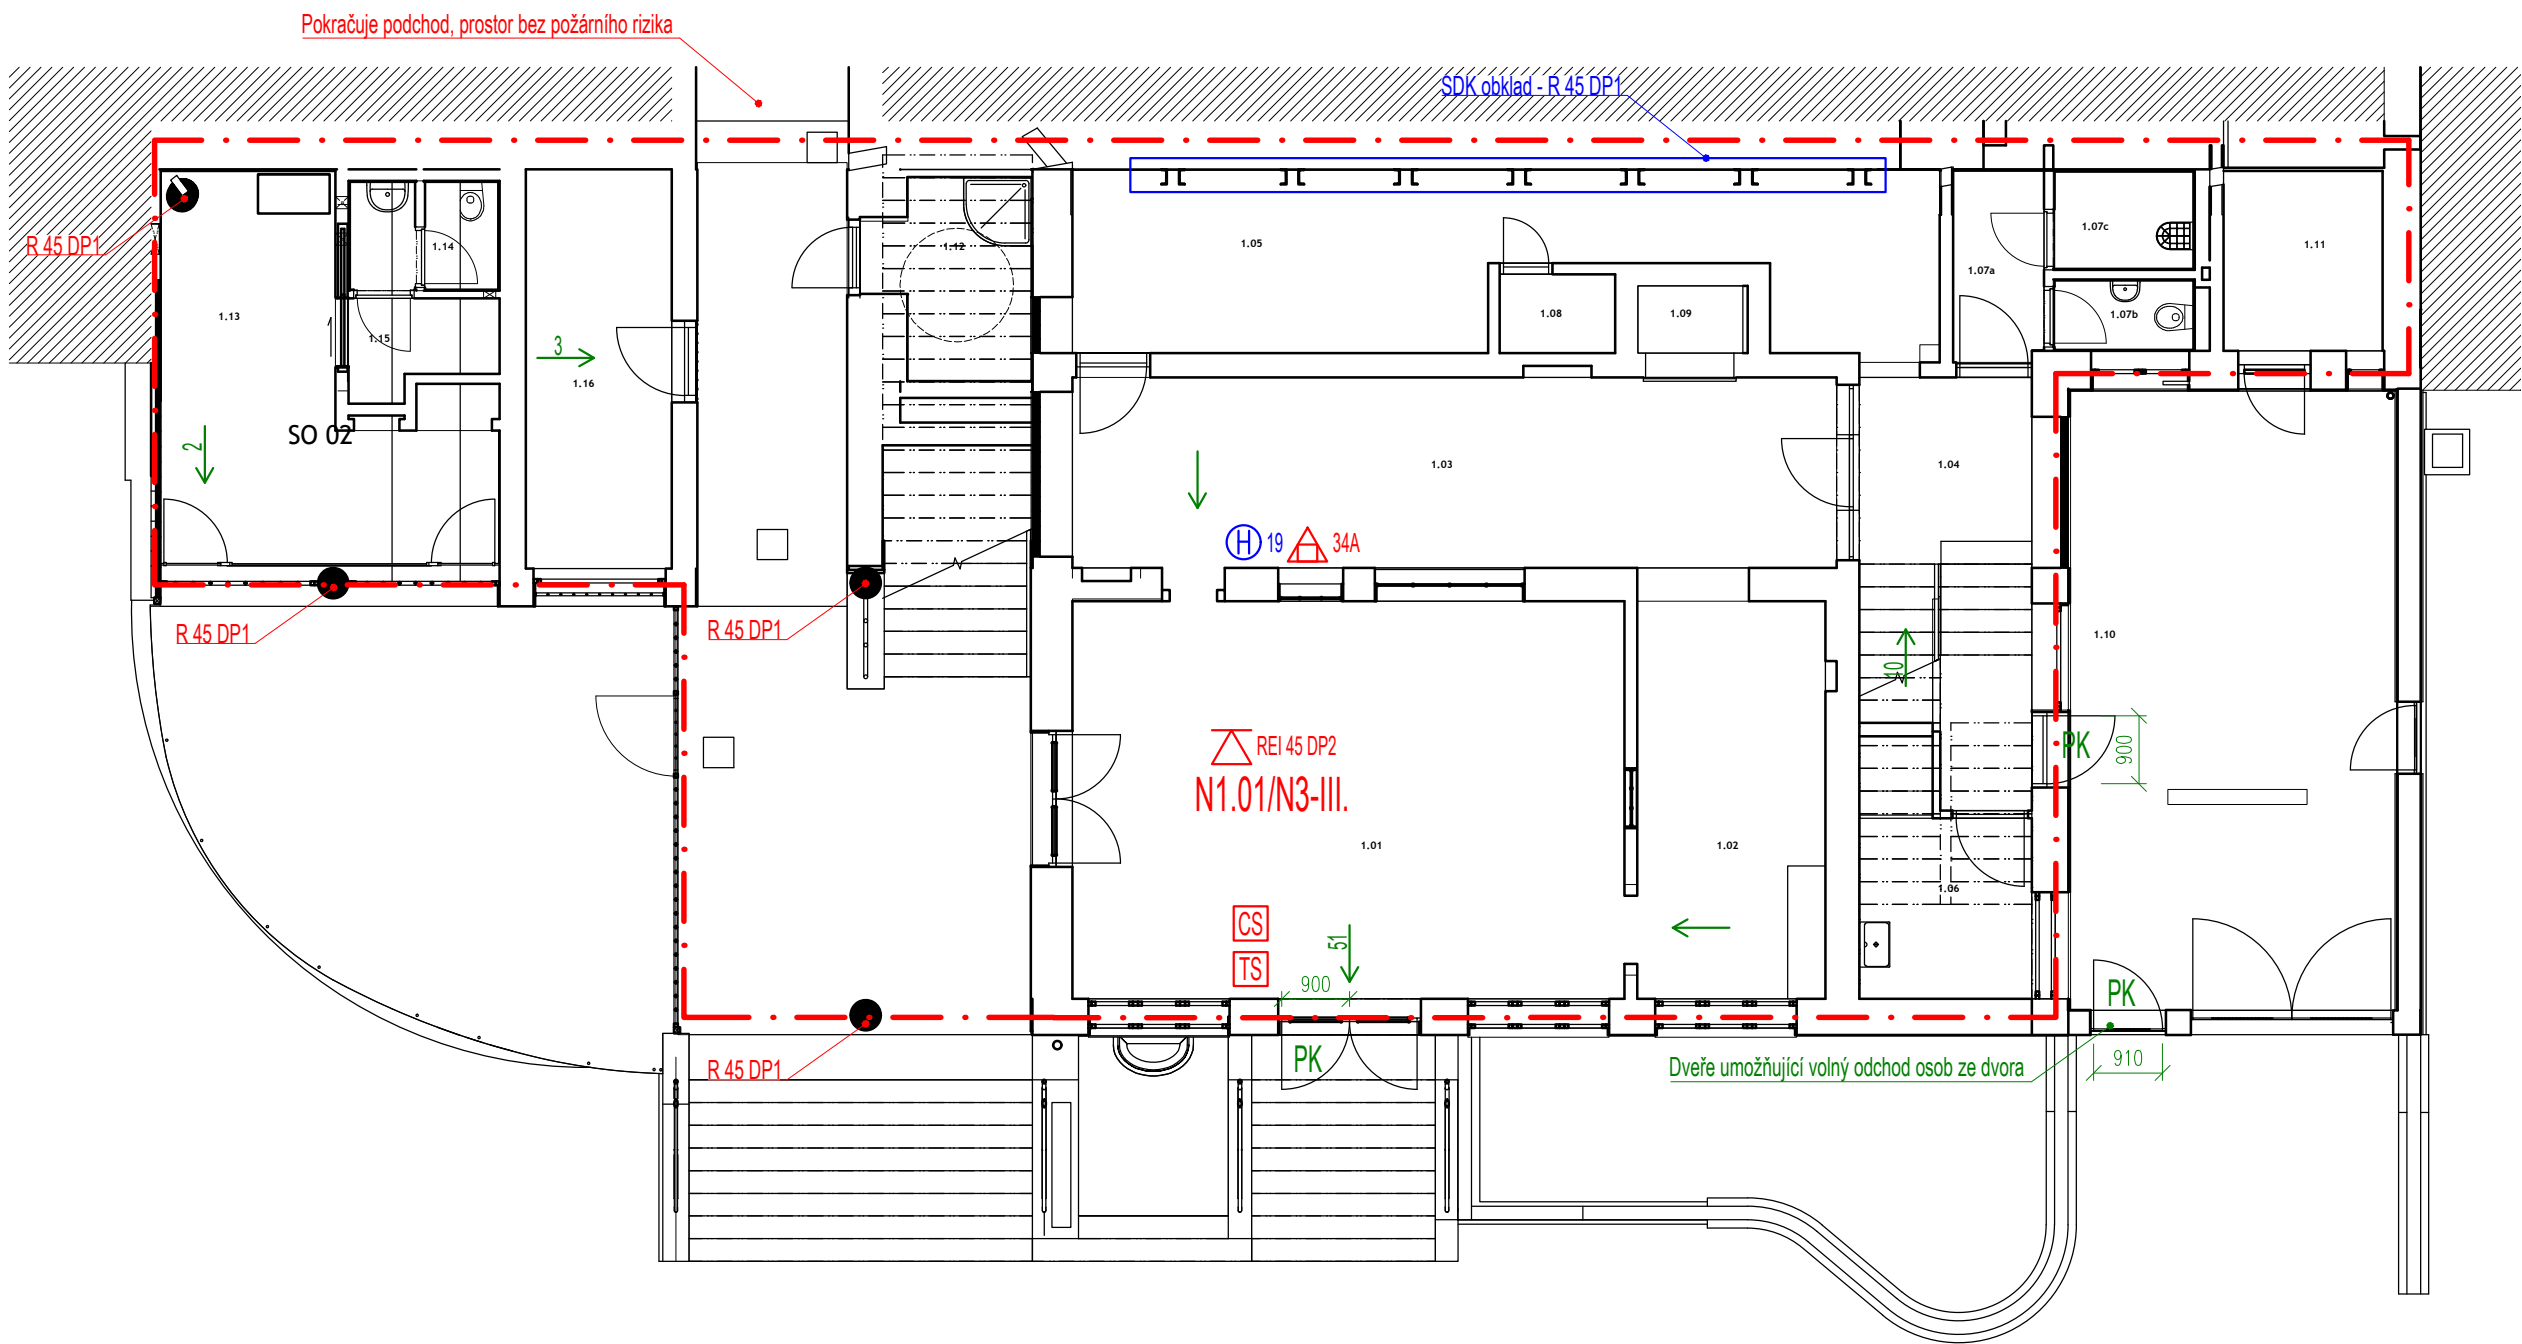 Pokračuje podchod, prostor bez požárního rizika
SDK obklad - R 45 DP1
R 45 DP1
1.14
1.12
1.05
1.07c
1.07a
1.11
1.13
1.15
1.08
1.09
1.07b
3
1.16
SO 02
2
1.03
1.04
H 19
34A
R 45 DP1
R 45 DP1
1.10
10
REI 45 DP2
N1.01/N3-III.
PK
900
1.01
1.02
1.06
CS
TS
51
900
PK
PK
R 45 DP1
Dveře umožňující volný odchod osob ze dvora
910